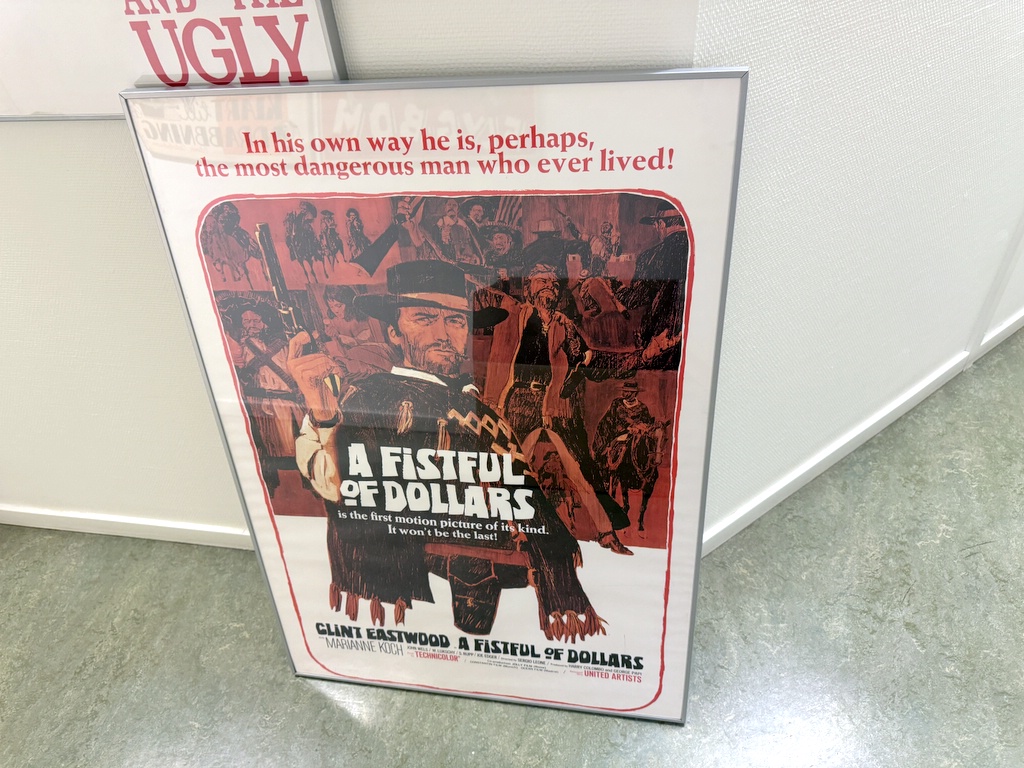 AND THE
UGLY
In his own way he is, perhaps,
the most dangerous man who ever lived!
A FiSTFUL
OF DOLLARS
is the first motion picture of its kind.
It won't be the last!
CLINT EASTWOOD A FISTFUL OF DOLLARS
MARIANNE KOCH
TECHNICOLOR
UNITED ARTISTS